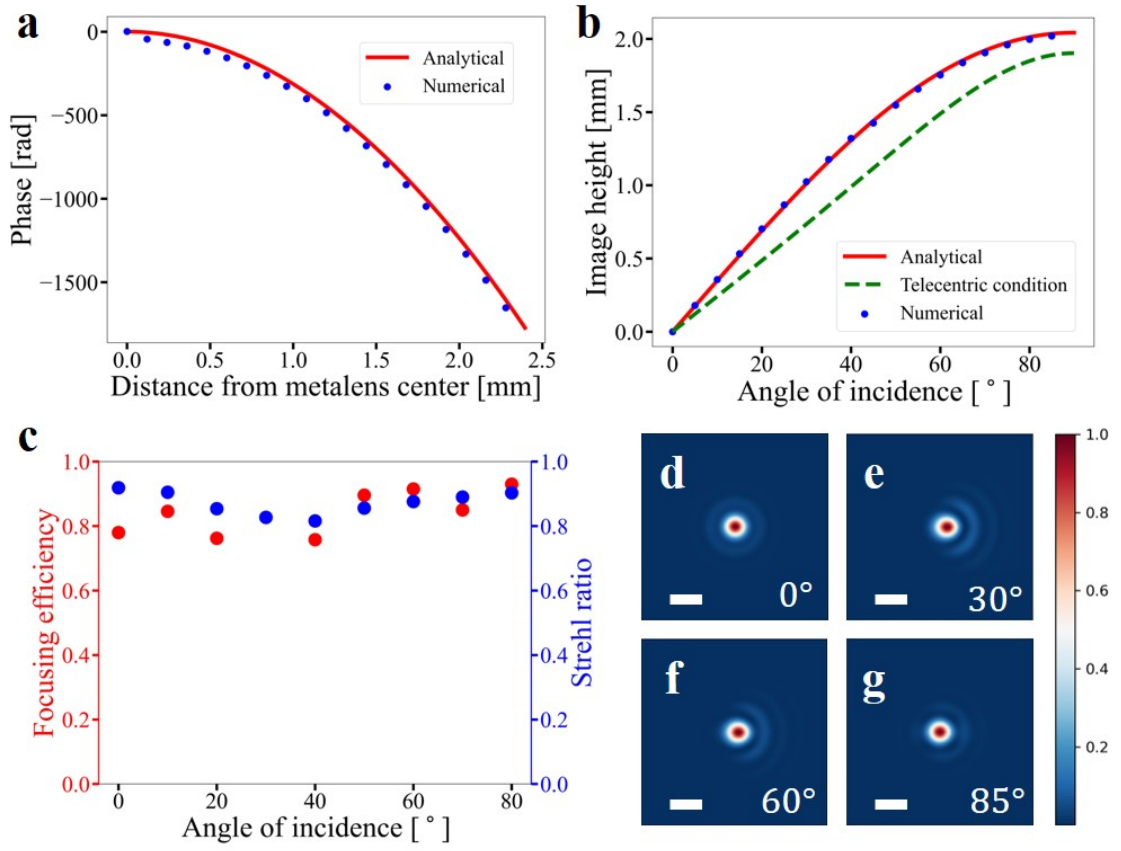 a
0
−500
−1000
−1500
Phase [rad]
Analytical
Numerical
0.0 0.5 1.0 1.5 2.0 2.5
Distance from metalens center [mm]
b
2.0
1.5
1.0
0.5
0.0
Image height [mm]
Analytical
Telecentric condition
Numerical
0 20 40 60 80
Angle of incidence [ ° ]
c
1.0
0.8
0.6
0.4
0.2
0.0
Focusing efficiency
1.0
0.8
0.6
0.4
0.2
0.0
Strehl ratio
0 20 40 60 80
Angle of incidence [ ° ]
d
0°
e
30°
f
60°
g
85°
1.0
0.8
0.6
0.4
0.2